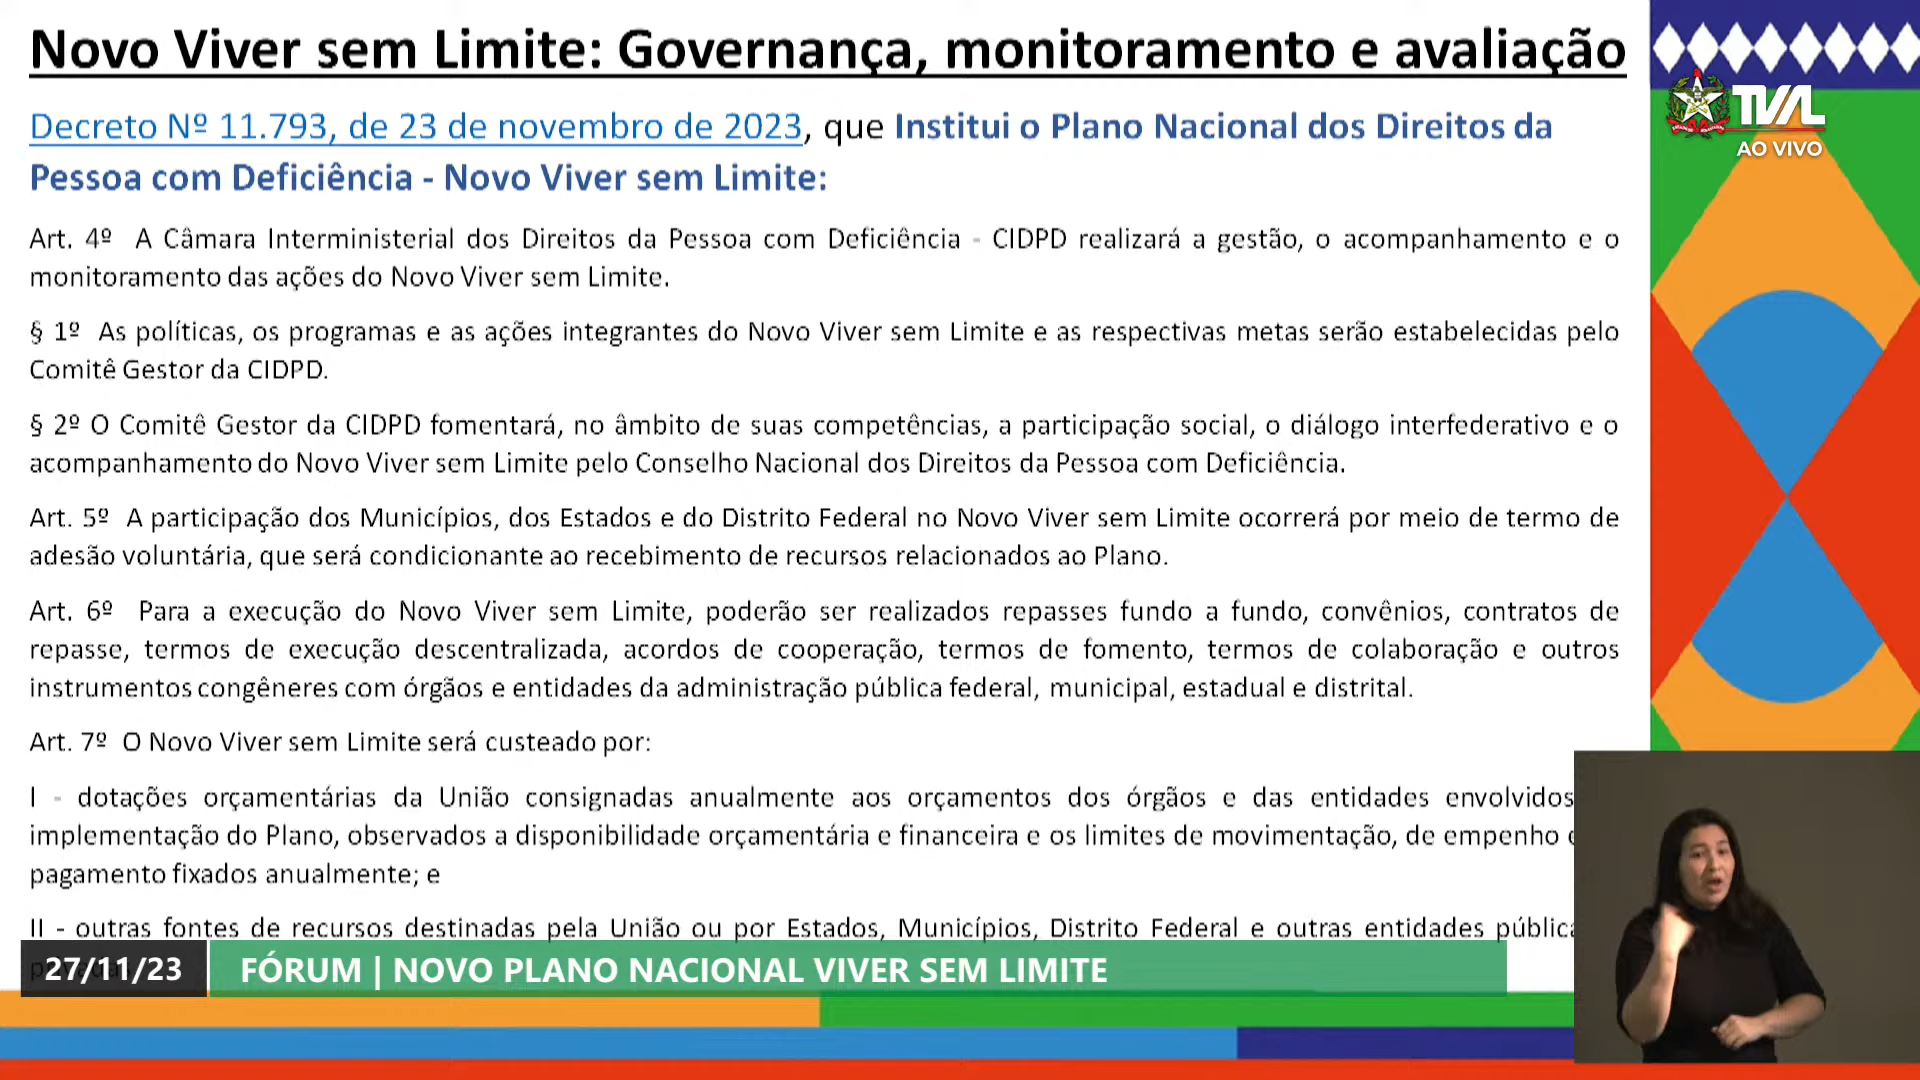 Novo Viver sem Limite: Governança, monitoramento e avaliação
TVAL
AO VIVO
Decreto Nº 11.793, de 23 de novembro de 2023, que Institui o Plano Nacional dos Direitos da
Pessoa com Deficiência - Novo Viver sem Limite:
Art. 4º A Câmara Interministerial dos Direitos da Pessoa com Deficiência - CIDPD realizará a gestão, o acompanhamento e o
monitoramento das ações do Novo Viver sem Limite.
§ 1º As políticas, os programas e as ações integrantes do Novo Viver sem Limite e as respectivas metas serão estabelecidas pelo
Comitê Gestor da CIDPD.
§ 2º O Comitê Gestor da CIDPD fomentará, no âmbito de suas competências, a participação social, o diálogo interfederativo e o
acompanhamento do Novo Viver sem Limite pelo Conselho Nacional dos Direitos da Pessoa com Deficiência.
Art. 5º A participação dos Municípios, dos Estados e do Distrito Federal no Novo Viver sem Limite ocorrerá por meio de termo de
adesão voluntária, que será condicionante ao recebimento de recursos relacionados ao Plano.
Art. 6º Para a execução do Novo Viver sem Limite, poderão ser realizados repasses fundo a fundo, convênios, contratos de
repasse, termos de execução descentralizada, acordos de cooperação, termos de fomento, termos de colaboração e outros
instrumentos congêneres com órgãos e entidades da administração pública federal, municipal, estadual e distrital.
Art. 7º O Novo Viver sem Limite será custeado por:
I - dotações orçamentárias da União consignadas anualmente aos orçamentos dos órgãos e das entidades envolvidos
implementação do Plano, observados a disponibilidade orçamentária e financeira e os limites de movimentação, de empenho
pagamento fixados anualmente; e
II - outras fontes de recursos destinadas pela União ou por Estados, Municípios, Distrito Federal e outras entidades
27/11/23
FÓRUM | NOVO PLANO NACIONAL VIVER SEM LIMITE